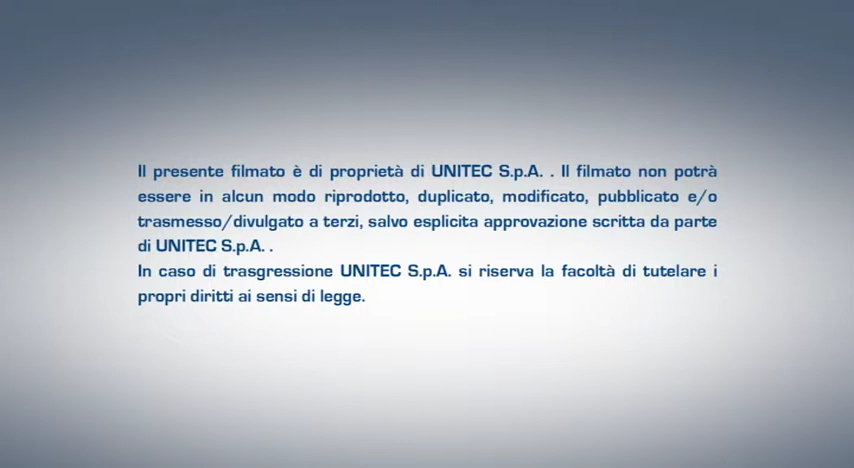 Il presente filmato è di proprietà di UNITEC S.p.A. . Il filmato non potrà
essere in alcun modo riprodotto, duplicato, modificato, pubblicato e/o
trasmesso/divulgato a terzi, salvo esplicita approvazione scritta da parte
di UNITEC S.p.A. .
In caso di trasgressione UNITEC S.p.A. si riserva la facoltà di tutelare i
propri diritti ai sensi di legge.